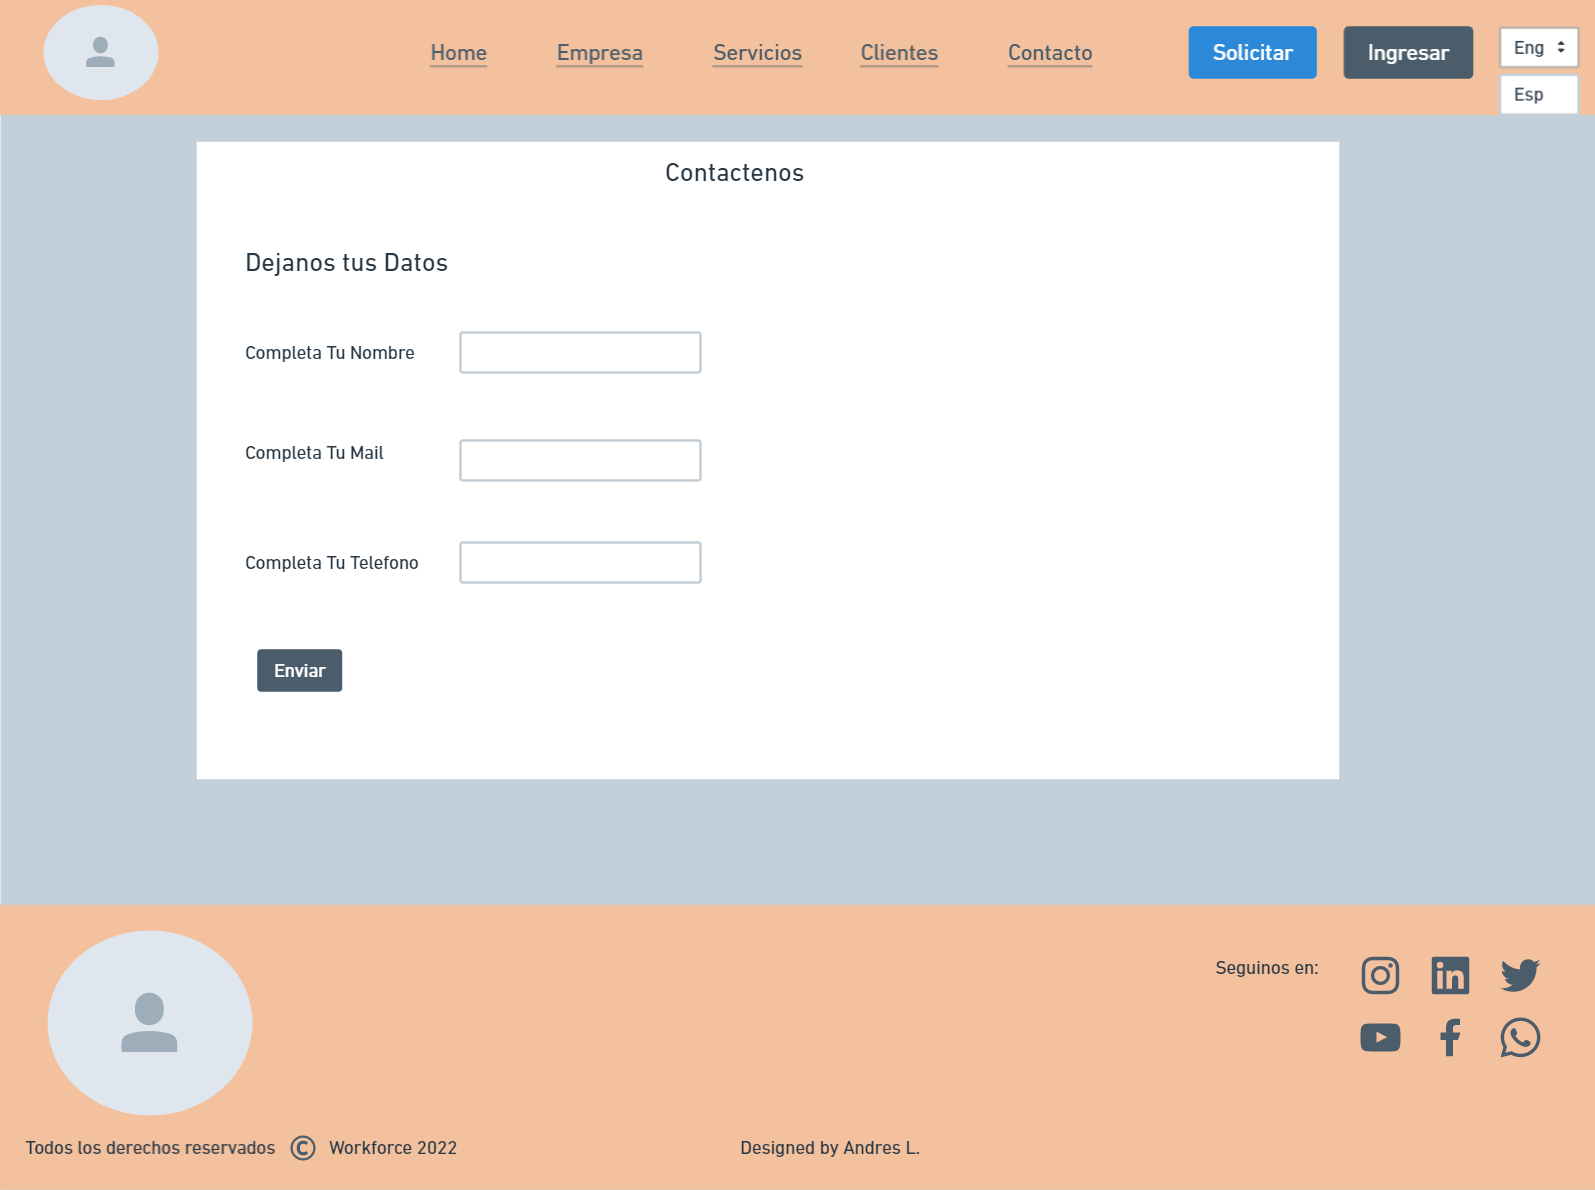 Home Empresa Servicios Clientes Contacto Solicitar Ingresar Eng
Esp
Contactenos
Dejanos tus Datos
Completa Tu Nombre
Completa Tu Mail
Completa Tu Telefono
Enviar
Seguinos en:
Todos los derechos reservados © Workforce 2022 Designed by Andres L.